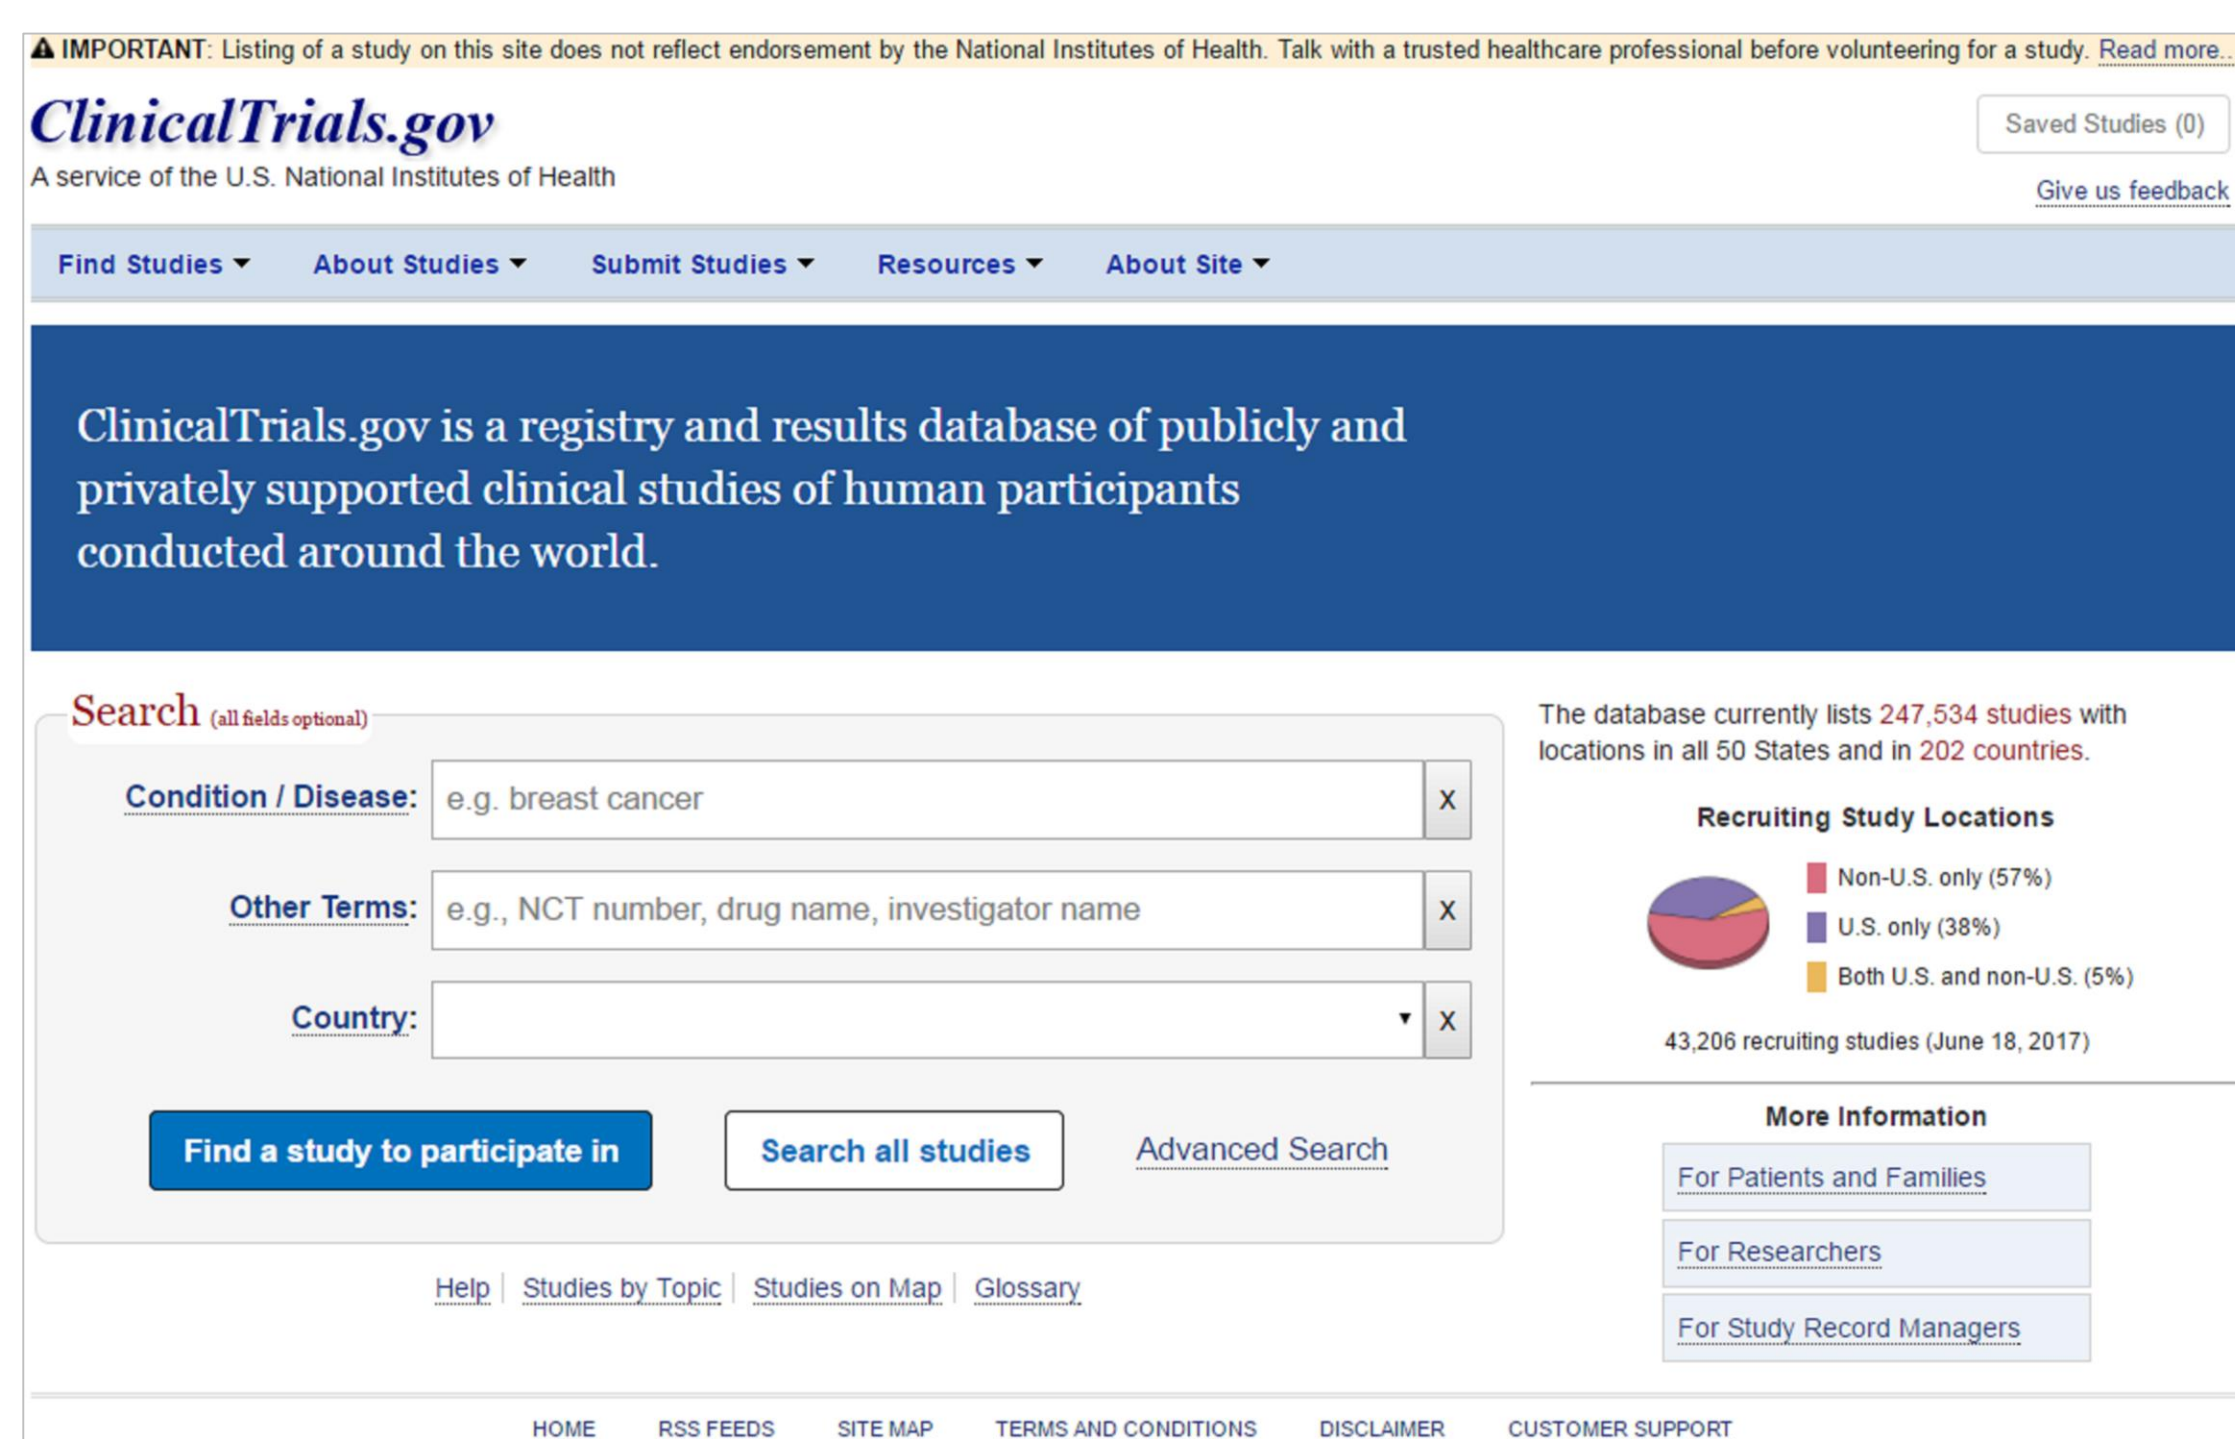 IMPORTANT: Listing of a study on this site does not reflect endorsement by the National Institutes of Health. Talk with a trusted healthcare professional before volunteering for a study. Read more...
ClinicalTrials.gov
A service of the U.S. National Institutes of Health
Saved Studies (0)
Give us feedback
Find Studies
About Studies
Submit Studies
Resources
About Site
ClinicalTrials.gov is a registry and results database of publicly and
privately supported clinical studies of human participants
conducted around the world.
Search (all fields optional)
Condition / Disease: e.g. breast cancer X
Other Terms: e.g., NCT number, drug name, investigator name X
Country: X
Find a study to participate in
Search all studies
Advanced Search
Help
Studies by Topic
Studies on Map
Glossary
The database currently lists 247,534 studies with
locations in all 50 States and in 202 countries.
Recruiting Study Locations
Non-U.S. only (57%)
U.S. only (38%)
Both U.S. and non-U.S. (5%)
43,206 recruiting studies (June 18, 2017)
More Information
For Patients and Families
For Researchers
For Study Record Managers
HOME
RSS FEEDS
SITE MAP
TERMS AND CONDITIONS
DISCLAIMER
CUSTOMER SUPPORT